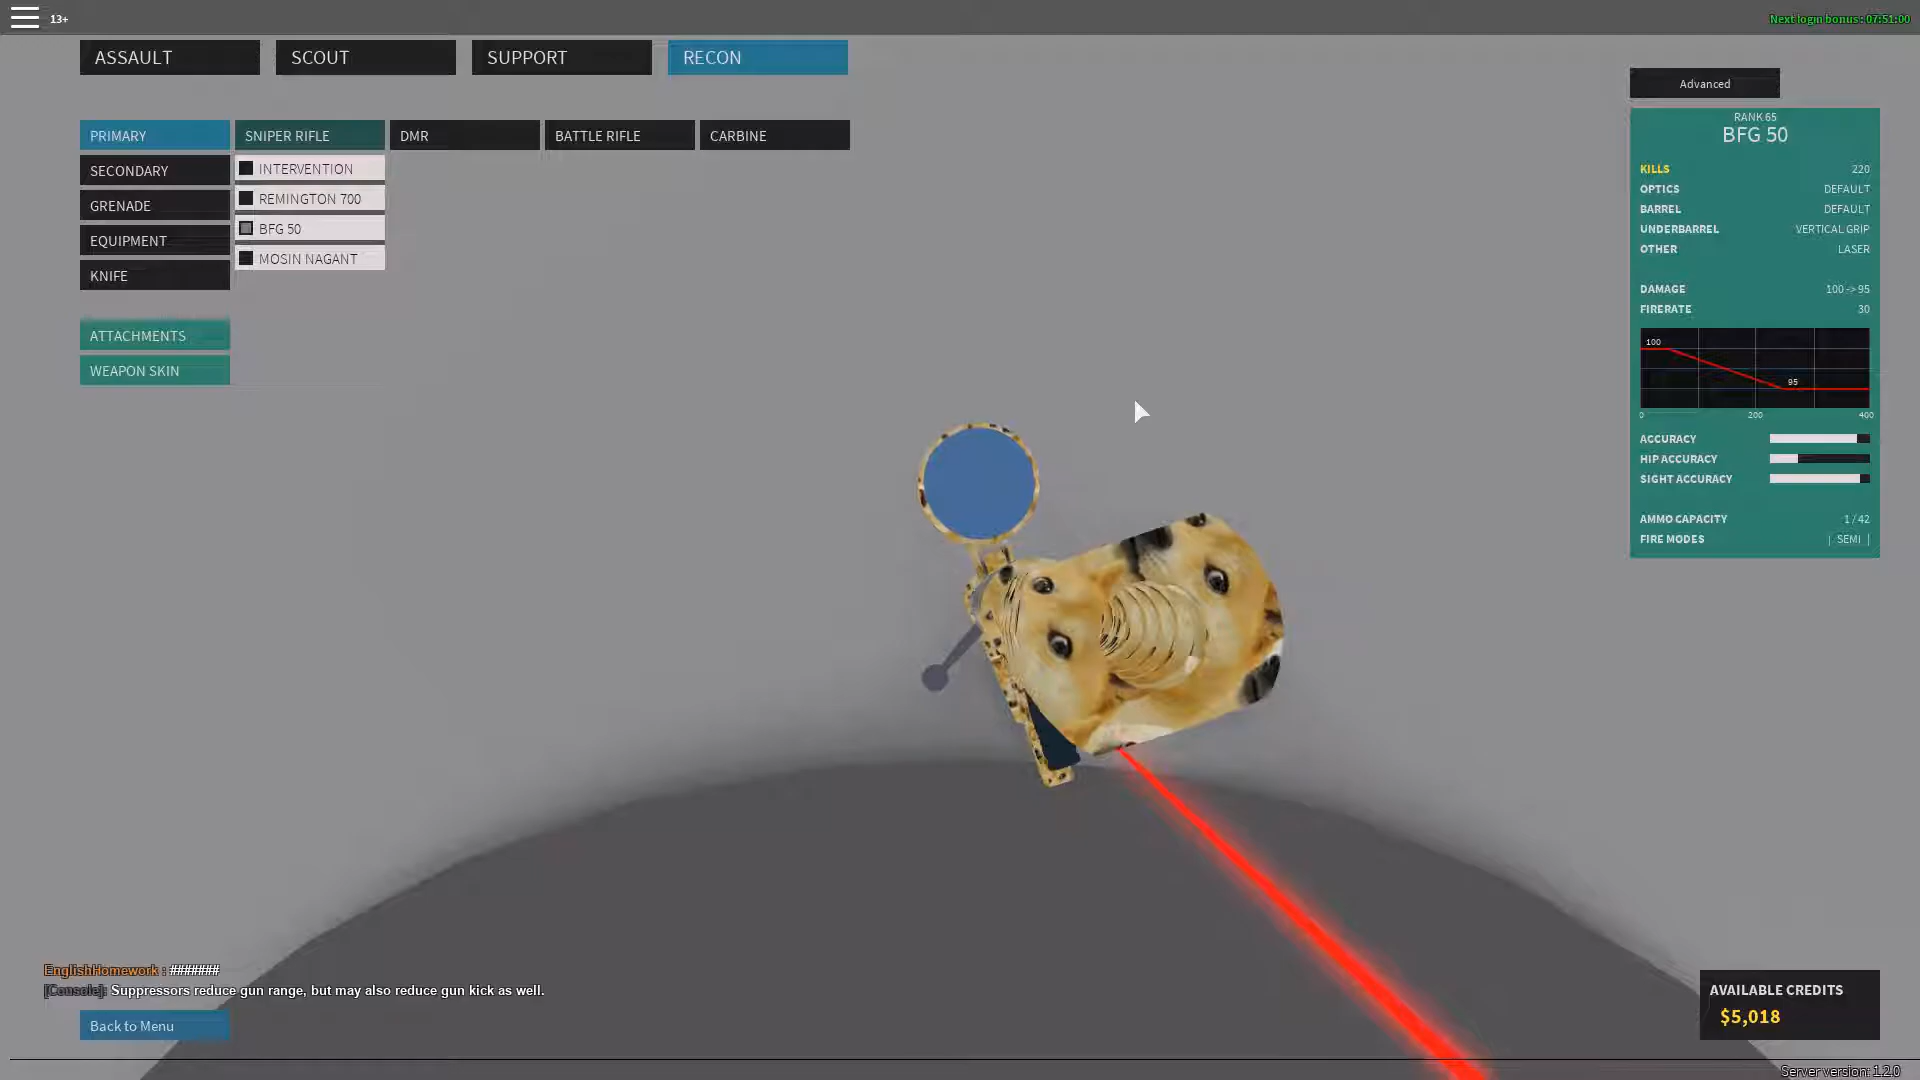 13+
Next login bonus: 07:51:00
ASSAULT
SCOUT
SUPPORT
RECON
Advanced
PRIMARY
SNIPER RIFLE
DMR
BATTLE RIFLE
CARBINE
SECONDARY
GRENADE
EQUIPMENT
KNIFE
INTERVENTION
REMINGTON 700
BFG 50
MOSIN NAGANT
ATTACHMENTS
WEAPON SKIN
RANK 65
BFG 50
KILLS 220
OPTICS DEFAULT
BARREL DEFAULT
UNDERBARREL VERTICAL GRIP
OTHER LASER
DAMAGE 100 -> 95
FIRERATE 30
100
95
0 200 400
ACCURACY
HIP ACCURACY
SIGHT ACCURACY
AMMO CAPACITY 1 / 42
FIRE MODES | SEMI |
EnglishHomework : #######
[Console]: Suppressors reduce gun range, but may also reduce gun kick as well.
Back to Menu
AVAILABLE CREDITS
$5,018
Server version: 1.2.0